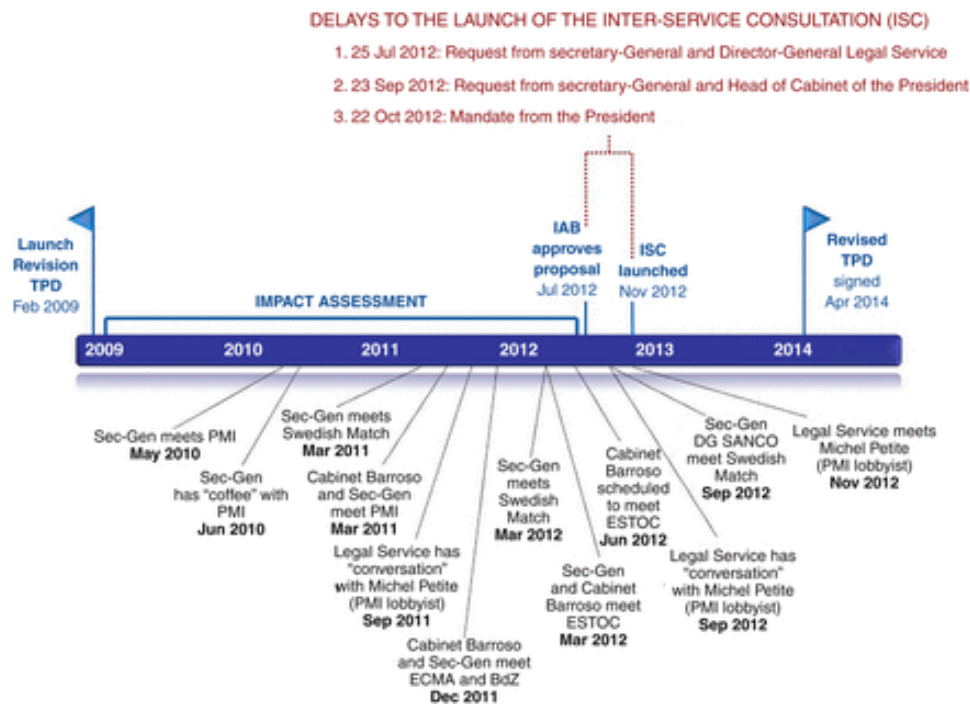 DELAYS TO THE LAUNCH OF THE INTER-SERVICE CONSULTATION (ISC)
1. 25 Jul 2012: Request from secretary-General and Director-General Legal Service
2. 23 Sep 2012: Request from secretary-General and Head of Cabinet of the President
3. 22 Oct 2012: Mandate from the President
Launch
Revision
TPD
Feb 2009
IMPACT ASSESSMENT
IAB
approves
proposal
Jul 2012
ISC
launched
Nov 2012
Revised
TPD
signed
Apr 2014
2009
2010
2011
2012
2013
2014
Sec-Gen meets PMI
May 2010
Sec-Gen
has "coffee" with
PMI
Jun 2010
Sec-Gen meets
Swedish Match
Mar 2011
Cabinet Barroso
and Sec-Gen
meet PMI
Mar 2011
Legal Service has
"conversation"
with Michel Petite
(PMI lobbyist)
Sep 2011
Cabinet Barroso
and Sec-Gen meet
ECMA and BdZ
Dec 2011
Sec-Gen
meets
Swedish
Match
Mar 2012
Sec-Gen
and Cabinet
Barroso meet
ESTOC
Mar 2012
Cabinet
Barroso
scheduled
to meet
ESTOC
Jun 2012
Sec-Gen
DG SANCO
meet Swedish
Match
Sep 2012
Legal Service has
"conversation"
with Michel Petite
(PMI lobbyist)
Sep 2012
Legal Service meets
Michel Petite
(PMI lobbyist)
Nov 2012